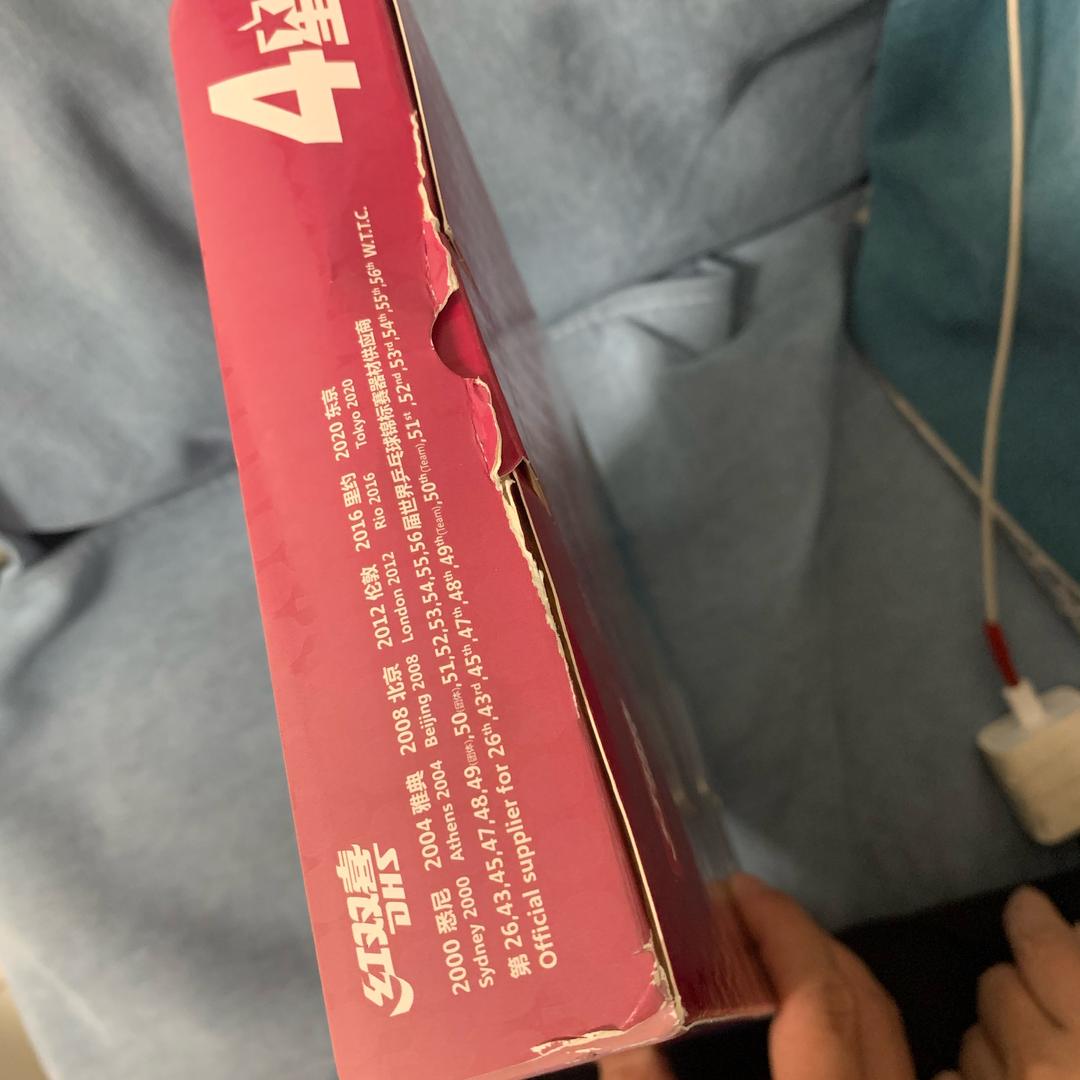 红双喜
DHS
4星
2000 悉尼 2004 雅典 2008 北京 2012 伦敦 2016 里约 2020 东京
Sydney 2000 Athens 2004 Beijing 2008 London 2012 Rio 2016 Tokyo 2020
第 26,43,45,47,48,49(团体),50(团体),51,52,53,54,55,56届世界乒乓球锦标赛器材供应商
Official supplier for 26th,43rd,45th,47th,48th,49th(Team),50th(Team),51st,52nd,53rd,54th,55th,56th W.T.T.C.